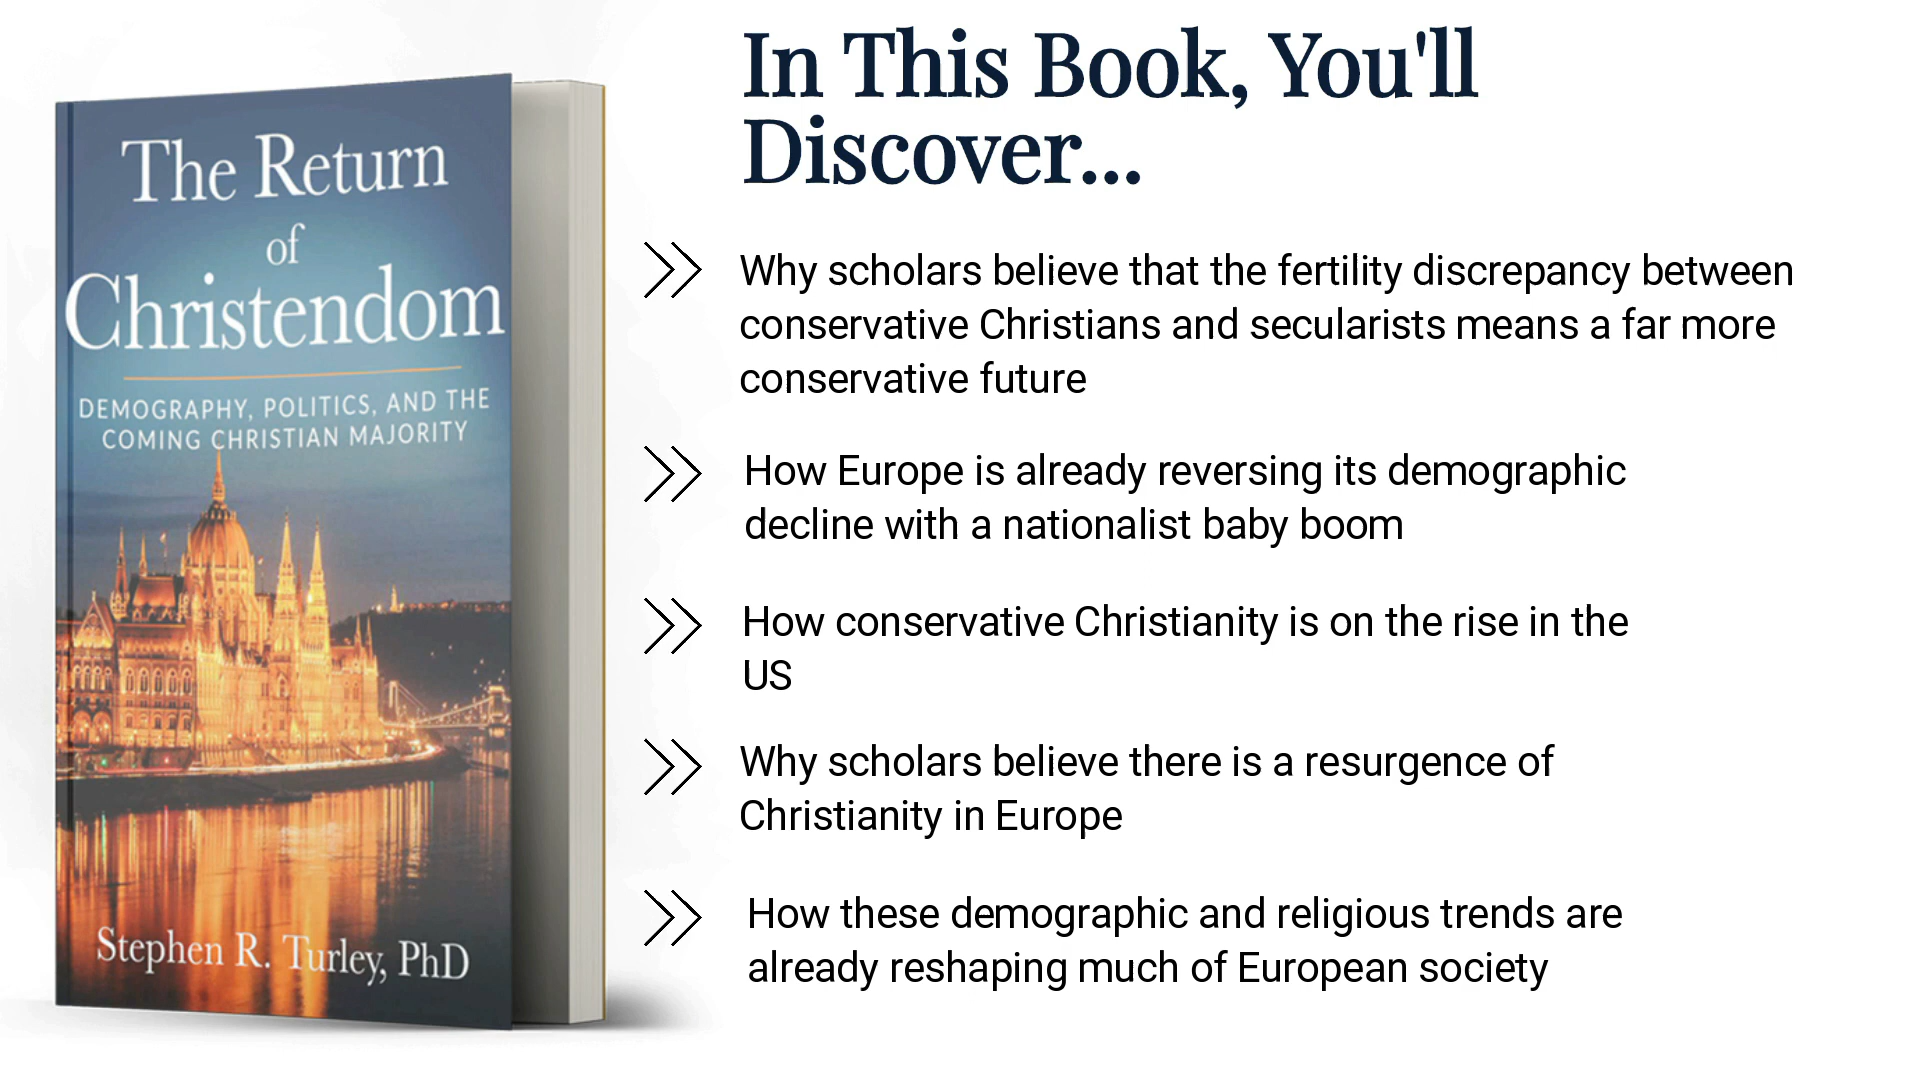 The Return
of
Christendom
DEMOGRAPHY, POLITICS, AND THE
COMING CHRISTIAN MAJORITY
Stephen R. Turley, PhD
In This Book, You'll
Discover...
Why scholars believe that the fertility discrepancy between
conservative Christians and secularists means a far more
conservative future
How Europe is already reversing its demographic
decline with a nationalist baby boom
How conservative Christianity is on the rise in the
US
Why scholars believe there is a resurgence of
Christianity in Europe
How these demographic and religious trends are
already reshaping much of European society